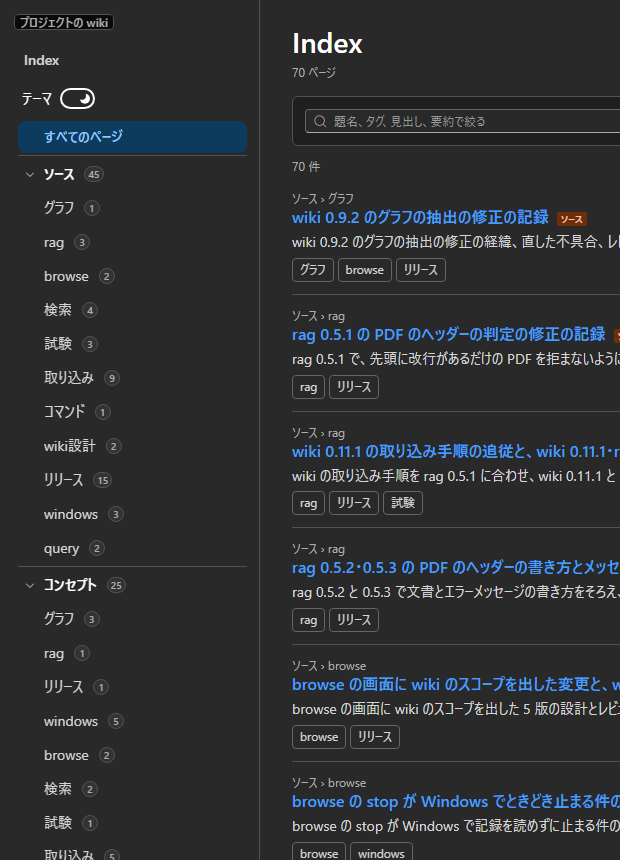 プロジェクトの wiki
Index
テーマ
すべてのページ
ソース 45
グラフ 1
rag 3
browse 2
検索 4
試験 3
取り込み 9
コマンド 1
wiki設計 2
リリース 15
windows 3
query 2
コンセプト 25
グラフ 3
rag 1
リリース 1
windows 5
browse 2
検索 2
試験 1
取り込み 5
Index
70 ページ
題名、タグ、見出し、要約で絞る
70 件
ソース › グラフ
wiki 0.9.2 のグラフの抽出の修正の記録 ソース
wiki 0.9.2 のグラフの抽出の修正の経緯、直した不具合、レ
グラフ browse リリース
ソース › rag
rag 0.5.1 の PDF のヘッダーの判定の修正の記録
rag 0.5.1 で、先頭に改行があるだけの PDF を拒まないように
rag リリース
ソース › rag
wiki 0.11.1 の取り込み手順の追従と、wiki 0.11.1・r
wiki の取り込み手順を rag 0.5.1 に合わせ、wiki 0.11.1 と
rag リリース 試験
ソース › rag
rag 0.5.2・0.5.3 の PDF のヘッダーの書き方とメッセ
rag 0.5.2 と 0.5.3 で文書とエラーメッセージの書き方をそろえ、
rag リリース
ソース › browse
browse の画面に wiki のスコープを出した変更と、w
browse の画面に wiki のスコープを出した 5 版の設計とレビ
browse リリース
ソース › browse
browse の stop が Windows でときどき止まる件の
browse の stop が Windows で記録を読めずに止まる件の
browse windows